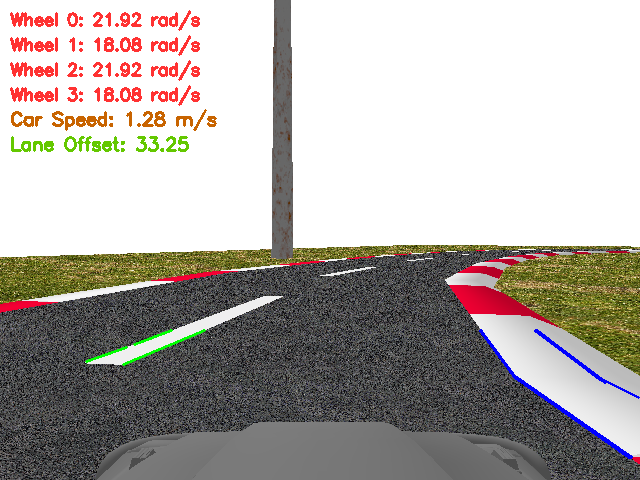 Wheel 0: 21.92 rad/s
Wheel 1: 18.08 rad/s
Wheel 2: 21.92 rad/s
Wheel 3: 18.08 rad/s
Car Speed: 1.28 m/s
Lane Offset: 33.25